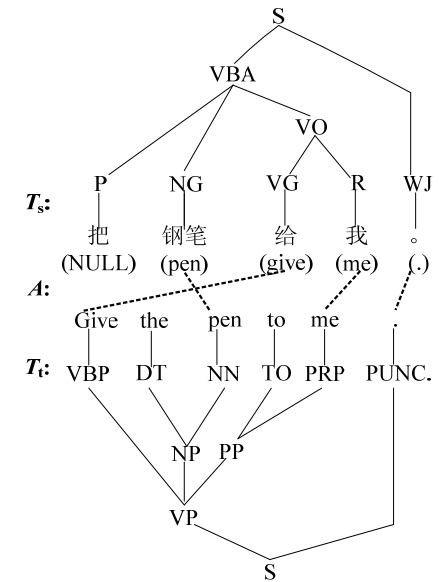 S
VBA
VO
P NG VG R WJ
Ts:
把 钢笔 给 我 。
(NULL) (pen) (give) (me) (.)
A:
Give the pen to me .
Tt:
VBP DT NN TO PRP PUNC.
NP PP
VP
S